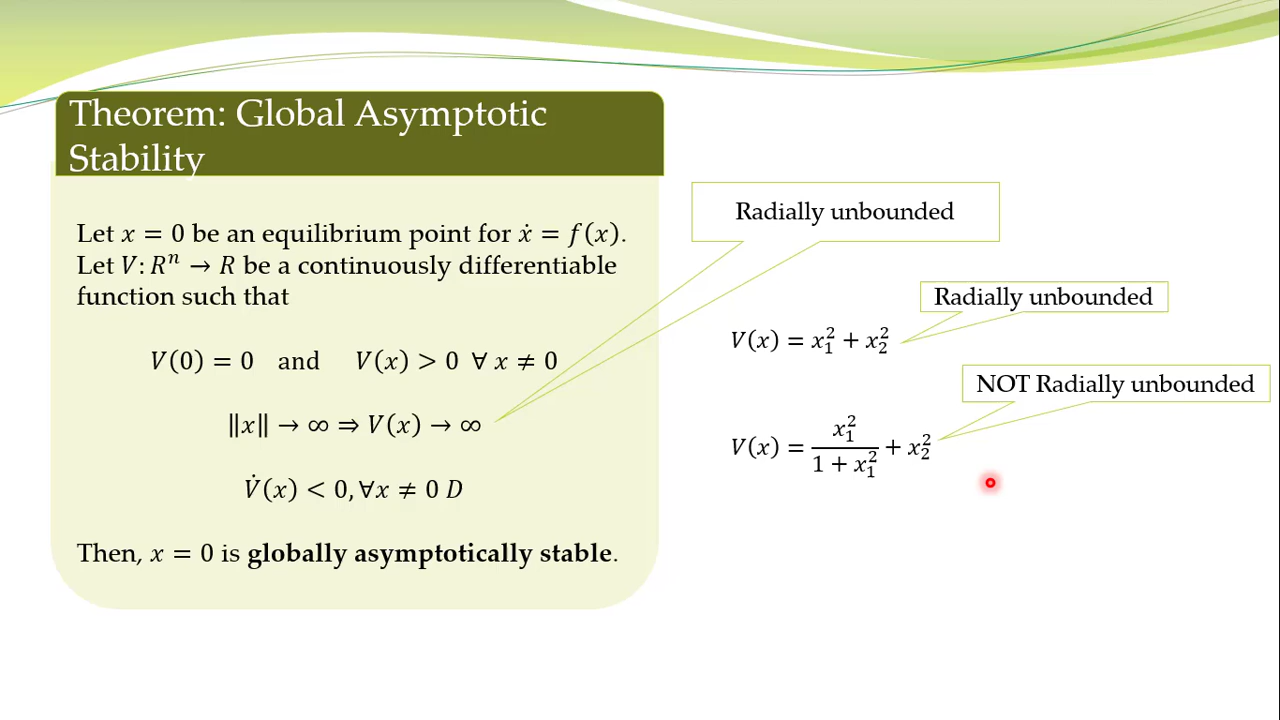 Theorem: Global Asymptotic
Stability
Let x = 0 be an equilibrium point for ẋ = f(x).
Let V: Rⁿ → R be a continuously differentiable
function such that
V(0) = 0 and V(x) > 0 ∀ x ≠ 0
‖x‖ → ∞ ⇒ V(x) → ∞
V̇(x) < 0, ∀x ≠ 0 D
Then, x = 0 is globally asymptotically stable.
Radially unbounded
Radially unbounded
V(x) = x₁² + x₂²
NOT Radially unbounded
V(x) = x₁² / (1 + x₁²) + x₂²